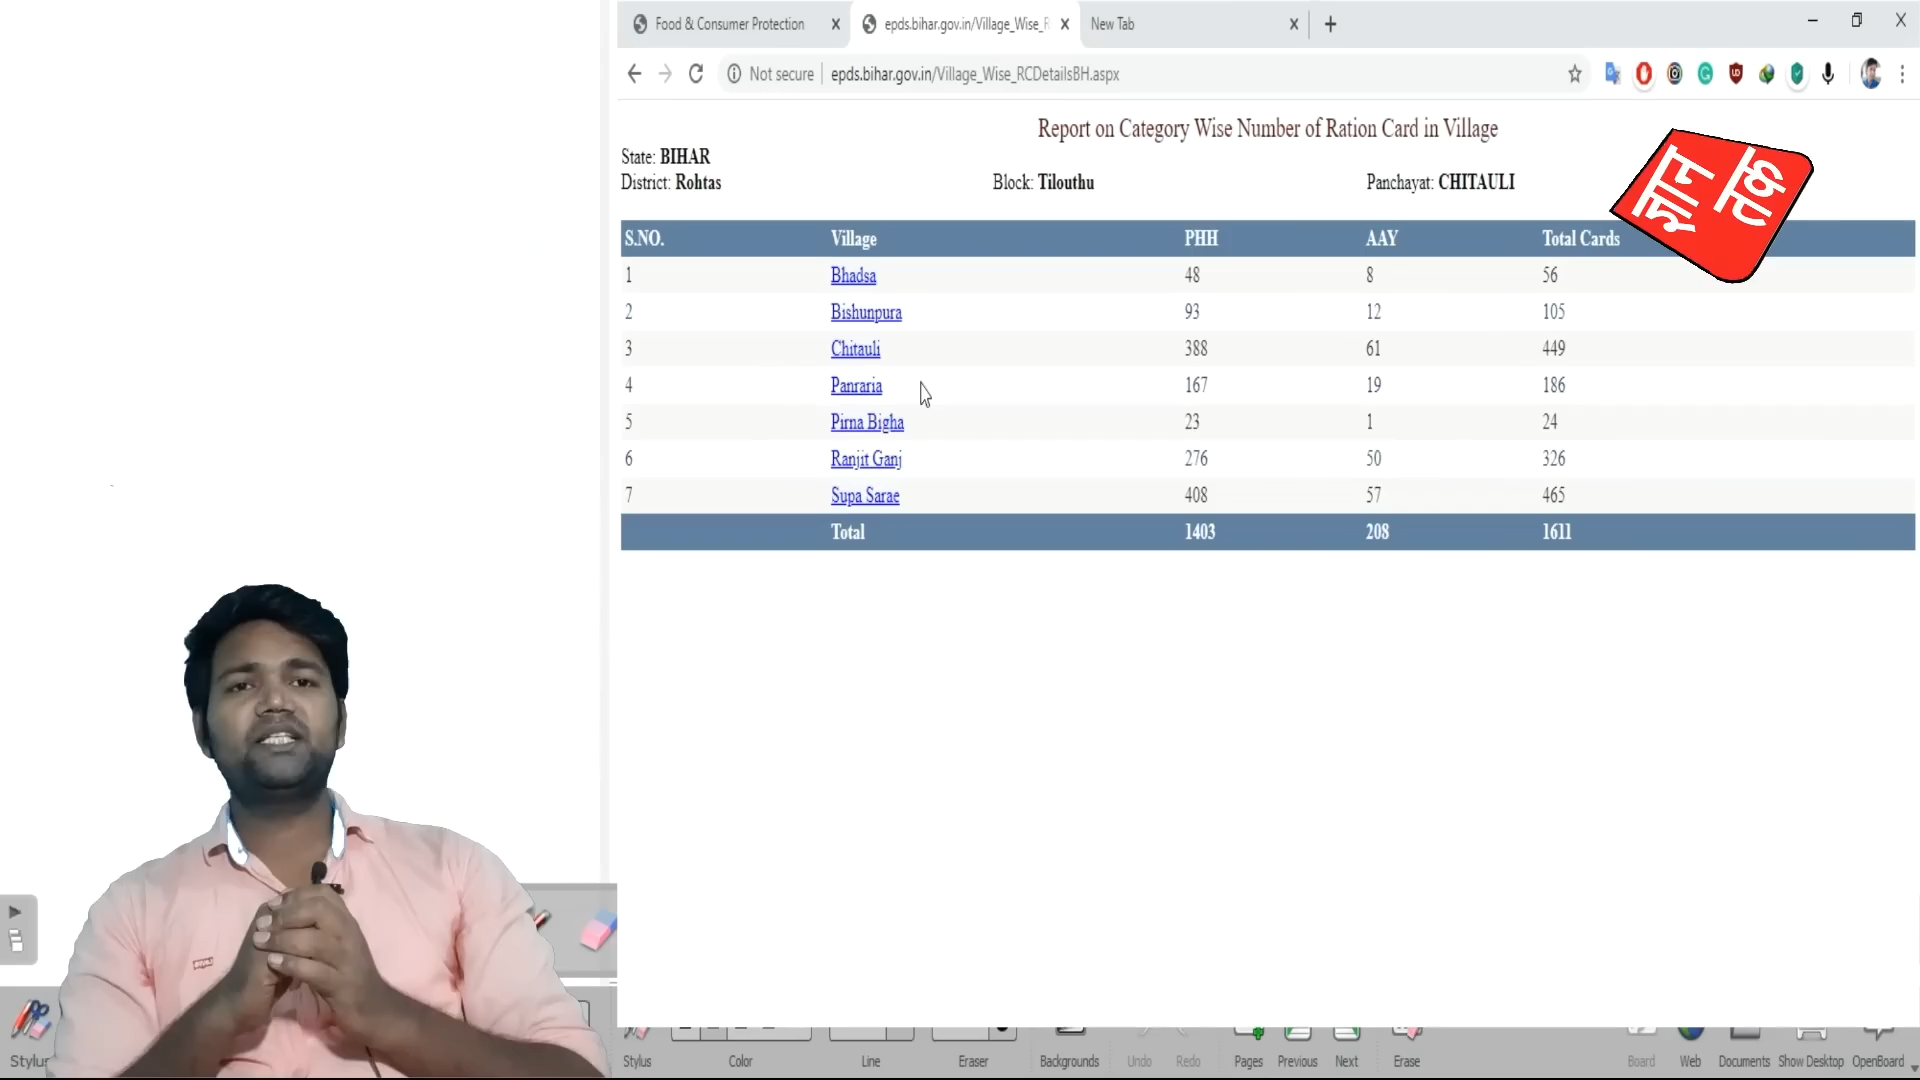 Food & Consumer Protection
epds.bihar.gov.in/Village_Wise_R
New Tab
Not secure
epds.bihar.gov.in/Village_Wise_RCDetailsBH.aspx
Report on Category Wise Number of Ration Card in Village
State: BIHAR
District: Rohtas Block: Tilouthu Panchayat: CHITAULI
ज्ञान
तक
S.NO. Village PHH AAY Total Cards
1 Bhadsa 48 8 56
2 Bishunpura 93 12 105
3 Chitauli 388 61 449
4 Panraria 167 19 186
5 Pirna Bigha 23 1 24
6 Ranjit Ganj 276 50 326
7 Supa Sarae 408 57 465
Total 1403 208 1611
Stylus Stylus Color Line Eraser Backgrounds Undo Redo Pages Previous Next Erase Board Web Documents Show Desktop OpenBoard